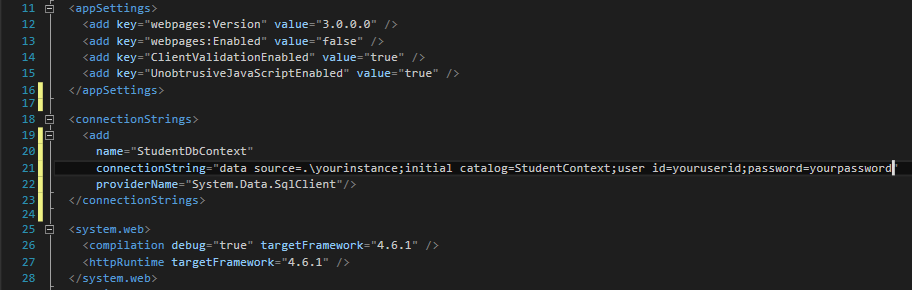 11 <appSettings>
12 <add key="webpages:Version" value="3.0.0.0" />
13 <add key="webpages:Enabled" value="false" />
14 <add key="ClientValidationEnabled" value="true" />
15 <add key="UnobtrusiveJavaScriptEnabled" value="true" />
16 </appSettings>
17
18 <connectionStrings>
19 <add
20 name="StudentDbContext"
21 connectionString="data source=.\yourinstance;initial catalog=StudentContext;user id=youruserid;password=yourpassword"
22 providerName="System.Data.SqlClient"/>
23 </connectionStrings>
24
25 <system.web>
26 <compilation debug="true" targetFramework="4.6.1" />
27 <httpRuntime targetFramework="4.6.1" />
28 </system.web>